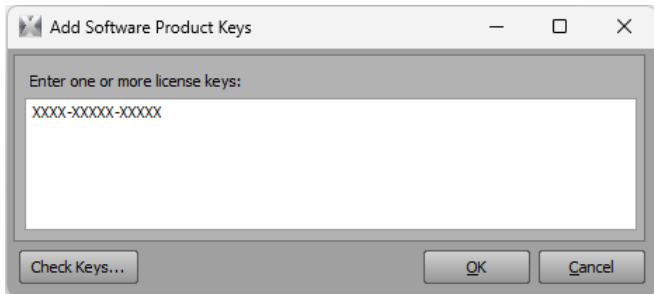 Add Software Product Keys
Enter one or more license keys:
XXXX-XXXXX-XXXXX
Check Keys...
OK
Cancel